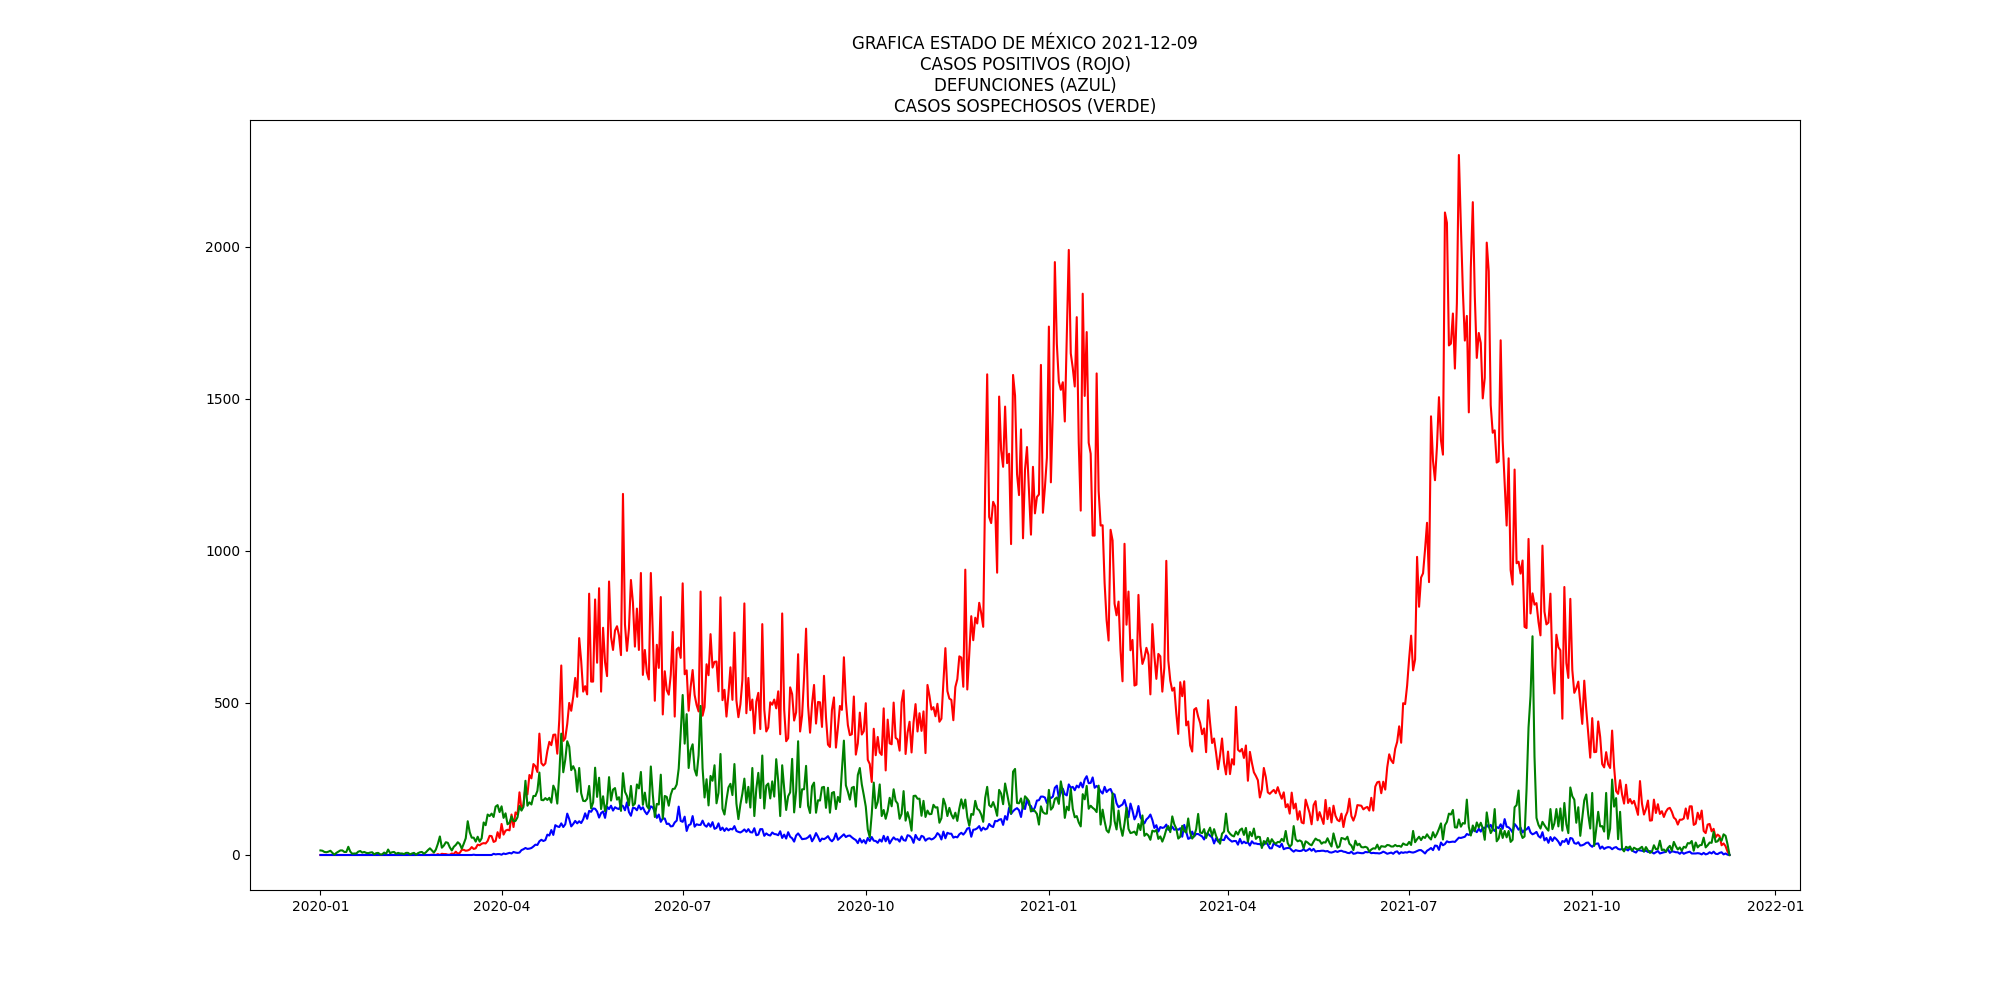 GRAFICA ESTADO DE MÉXICO 2021-12-09
CASOS POSITIVOS (ROJO)
DEFUNCIONES (AZUL)
CASOS SOSPECHOSOS (VERDE)
2000
1500
1000
500
0
2020-01 2020-04 2020-07 2020-10 2021-01 2021-04 2021-07 2021-10 2022-01